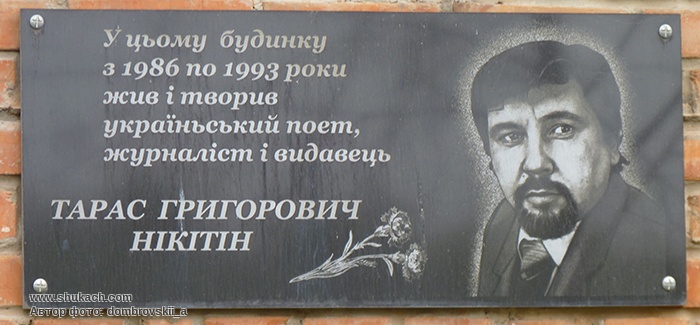 У цьому будинку
з 1986 по 1993 роки
жив і творив
україньський поет,
журналіст і видавець
ТАРАС ГРИГОРОВИЧ
НІКІТІН
www.shukach.com
Автор фото: dombrovskii_a